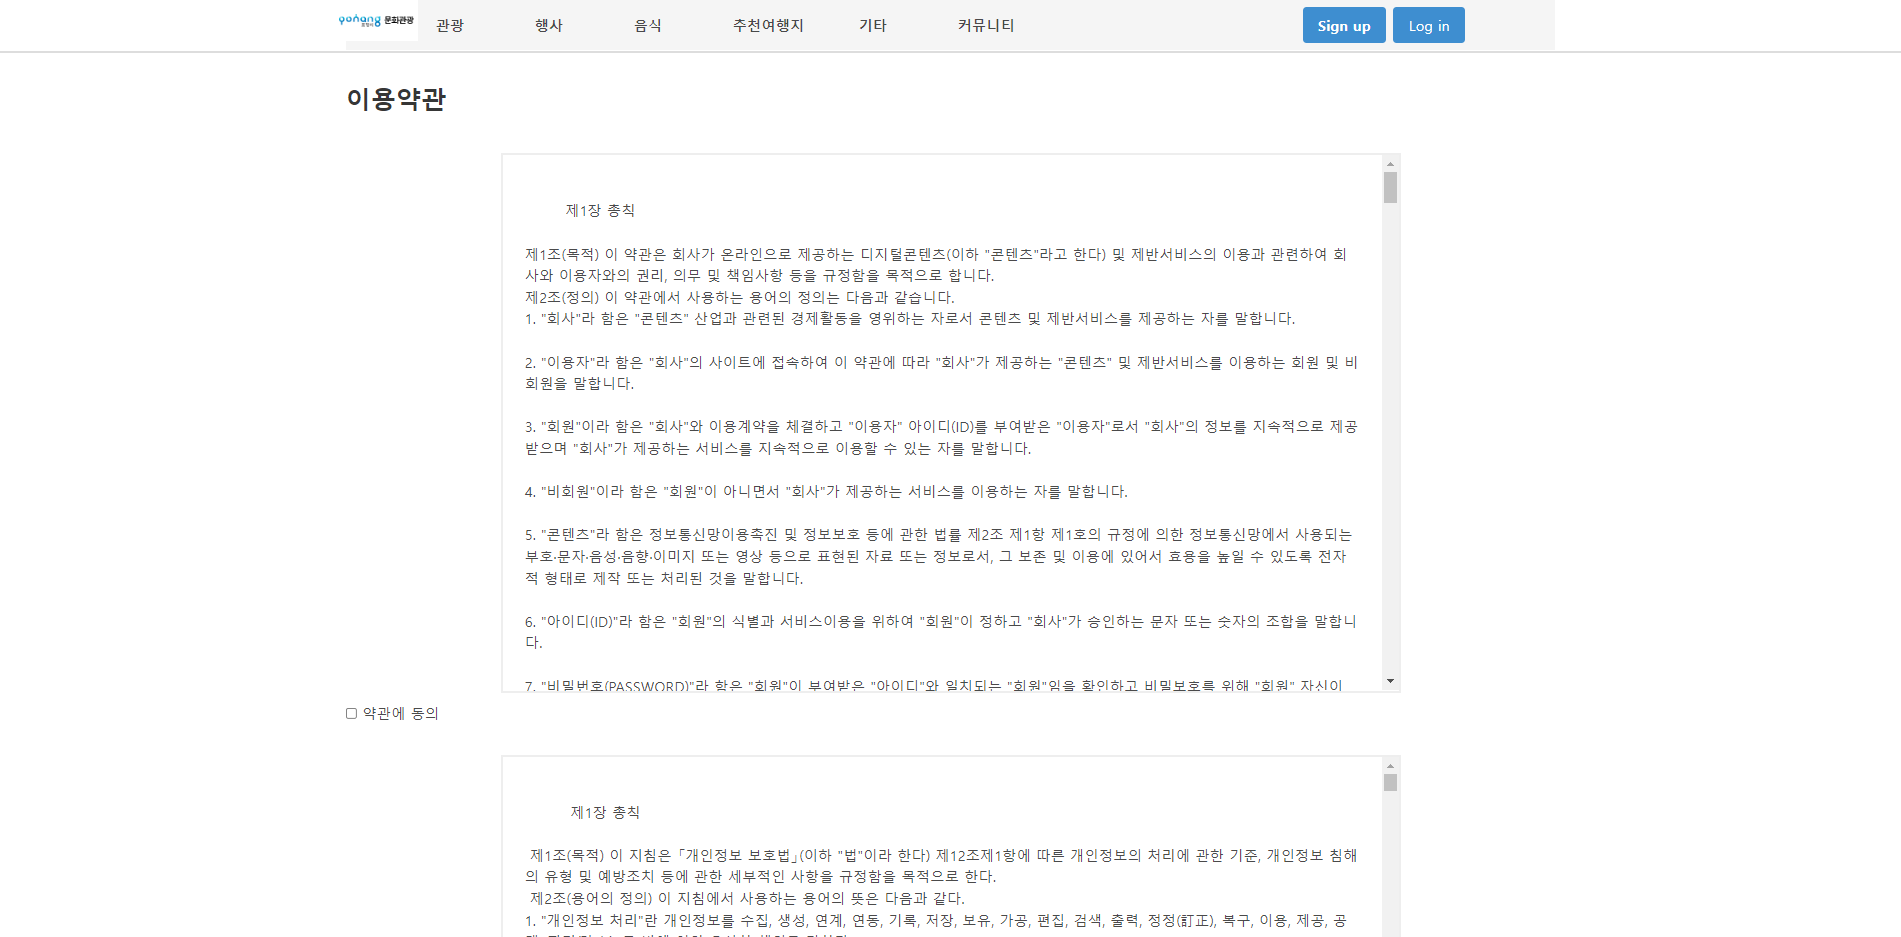 pohang 포항시 문화관광 관광 행사 음식 추천여행지 기타 커뮤니티 Sign up Log in
이용약관
제1장 총칙
제1조(목적) 이 약관은 회사가 온라인으로 제공하는 디지털콘텐츠(이하 "콘텐츠"라고 한다) 및 제반서비스의 이용과 관련하여 회
사와 이용자와의 권리, 의무 및 책임사항 등을 규정함을 목적으로 합니다.
제2조(정의) 이 약관에서 사용하는 용어의 정의는 다음과 같습니다.
1. "회사"라 함은 "콘텐츠" 산업과 관련된 경제활동을 영위하는 자로서 콘텐츠 및 제반서비스를 제공하는 자를 말합니다.
2. "이용자"라 함은 "회사"의 사이트에 접속하여 이 약관에 따라 "회사"가 제공하는 "콘텐츠" 및 제반서비스를 이용하는 회원 및 비
회원을 말합니다.
3. "회원"이라 함은 "회사"와 이용계약을 체결하고 "이용자" 아이디(ID)를 부여받은 "이용자"로서 "회사"의 정보를 지속적으로 제공
받으며 "회사"가 제공하는 서비스를 지속적으로 이용할 수 있는 자를 말합니다.
4. "비회원"이라 함은 "회원"이 아니면서 "회사"가 제공하는 서비스를 이용하는 자를 말합니다.
5. "콘텐츠"라 함은 정보통신망이용촉진 및 정보보호 등에 관한 법률 제2조 제1항 제1호의 규정에 의한 정보통신망에서 사용되는
부호·문자·음성·음향·이미지 또는 영상 등으로 표현된 자료 또는 정보로서, 그 보존 및 이용에 있어서 효용을 높일 수 있도록 전자
적 형태로 제작 또는 처리된 것을 말합니다.
6. "아이디(ID)"라 함은 "회원"의 식별과 서비스이용을 위하여 "회원"이 정하고 "회사"가 승인하는 문자 또는 숫자의 조합을 말합니
다.
7. "비밀번호(PASSWORD)"라 함은 "회원"이 부여받은 "아이디"와 일치되는 "회원"임을 확인하고 비밀보호를 위해 "회원" 자신이
약관에 동의
제1장 총칙
제1조(목적) 이 지침은 「개인정보 보호법」(이하 "법"이라 한다) 제12조제1항에 따른 개인정보의 처리에 관한 기준, 개인정보 침해
의 유형 및 예방조치 등에 관한 세부적인 사항을 규정함을 목적으로 한다.
제2조(용어의 정의) 이 지침에서 사용하는 용어의 뜻은 다음과 같다.
1. "개인정보 처리"란 개인정보를 수집, 생성, 연계, 연동, 기록, 저장, 보유, 가공, 편집, 검색, 출력, 정정(訂正), 복구, 이용, 제공, 공